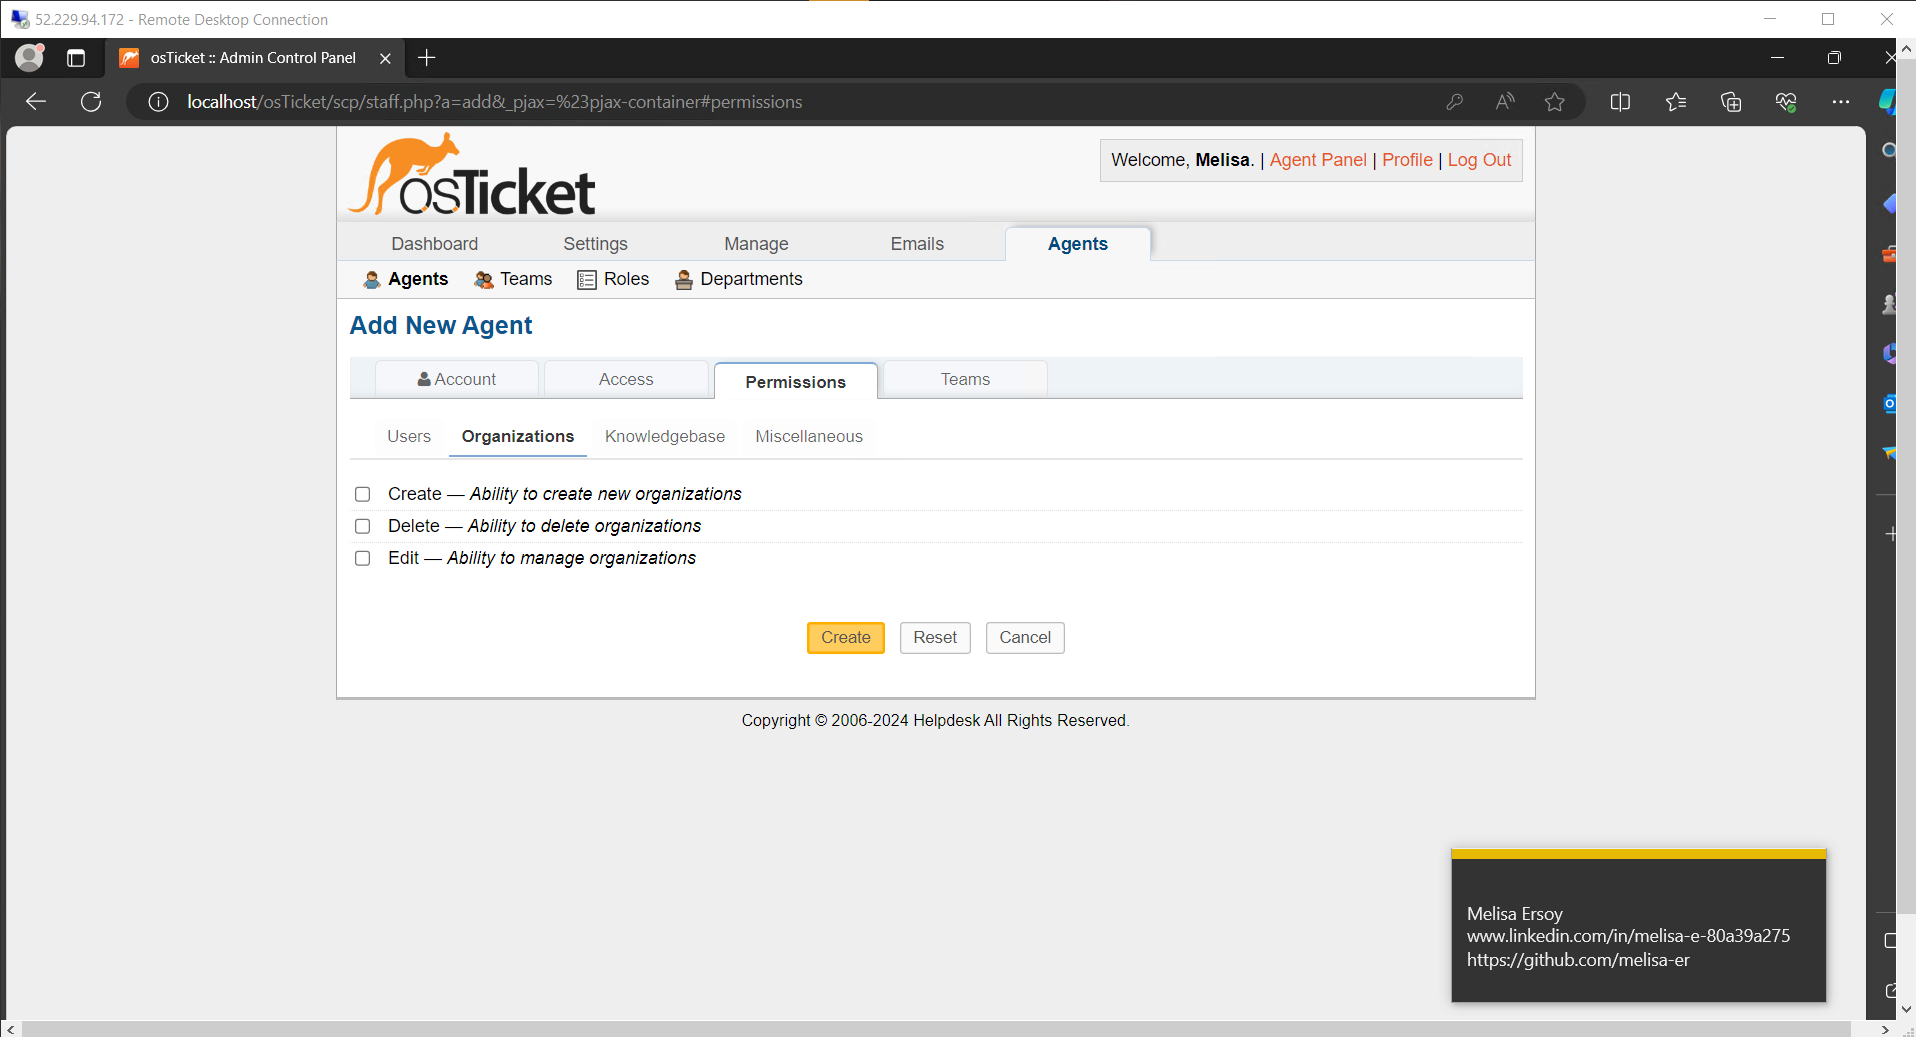 52.229.94.172 - Remote Desktop Connection
osTicket :: Admin Control Panel
localhost/osTicket/scp/staff.php?a=add&_pjax=%23pjax-container#permissions
osTicket
Welcome, Melisa. | Agent Panel | Profile | Log Out
Dashboard Settings Manage Emails Agents
Agents Teams Roles Departments
Add New Agent
Account Access Permissions Teams
Users Organizations Knowledgebase Miscellaneous
Create — Ability to create new organizations
Delete — Ability to delete organizations
Edit — Ability to manage organizations
Create Reset Cancel
Copyright © 2006-2024 Helpdesk All Rights Reserved.
Melisa Ersoy
www.linkedin.com/in/melisa-e-80a39a275
https://github.com/melisa-er